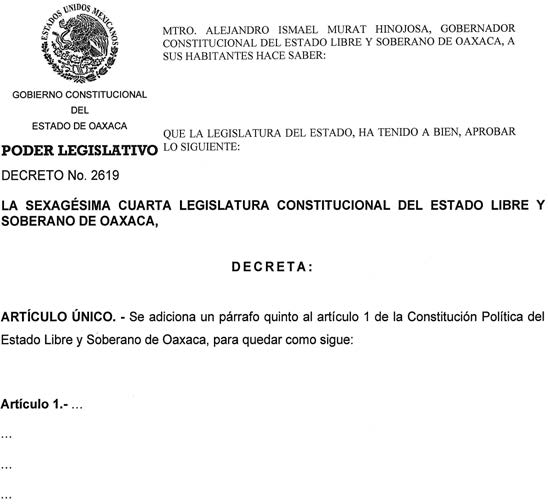 ESTADOS UNIDOS MEXICANOS
MTRO. ALEJANDRO ISMAEL MURAT HINOJOSA, GOBERNADOR
CONSTITUCIONAL DEL ESTADO LIBRE Y SOBERANO DE OAXACA, A
SUS HABITANTES HACE SABER:
GOBIERNO CONSTITUCIONAL
DEL
ESTADO DE OAXACA
PODER LEGISLATIVO
QUE LA LEGISLATURA DEL ESTADO, HA TENIDO A BIEN, APROBAR
LO SIGUIENTE:
DECRETO No. 2619
LA SEXAGÉSIMA CUARTA LEGISLATURA CONSTITUCIONAL DEL ESTADO LIBRE Y
SOBERANO DE OAXACA,
DECRETA:
ARTÍCULO ÚNICO. - Se adiciona un párrafo quinto al artículo 1 de la Constitución Política del
Estado Libre y Soberano de Oaxaca, para quedar como sigue:
Artículo 1.- ...
...
...
...